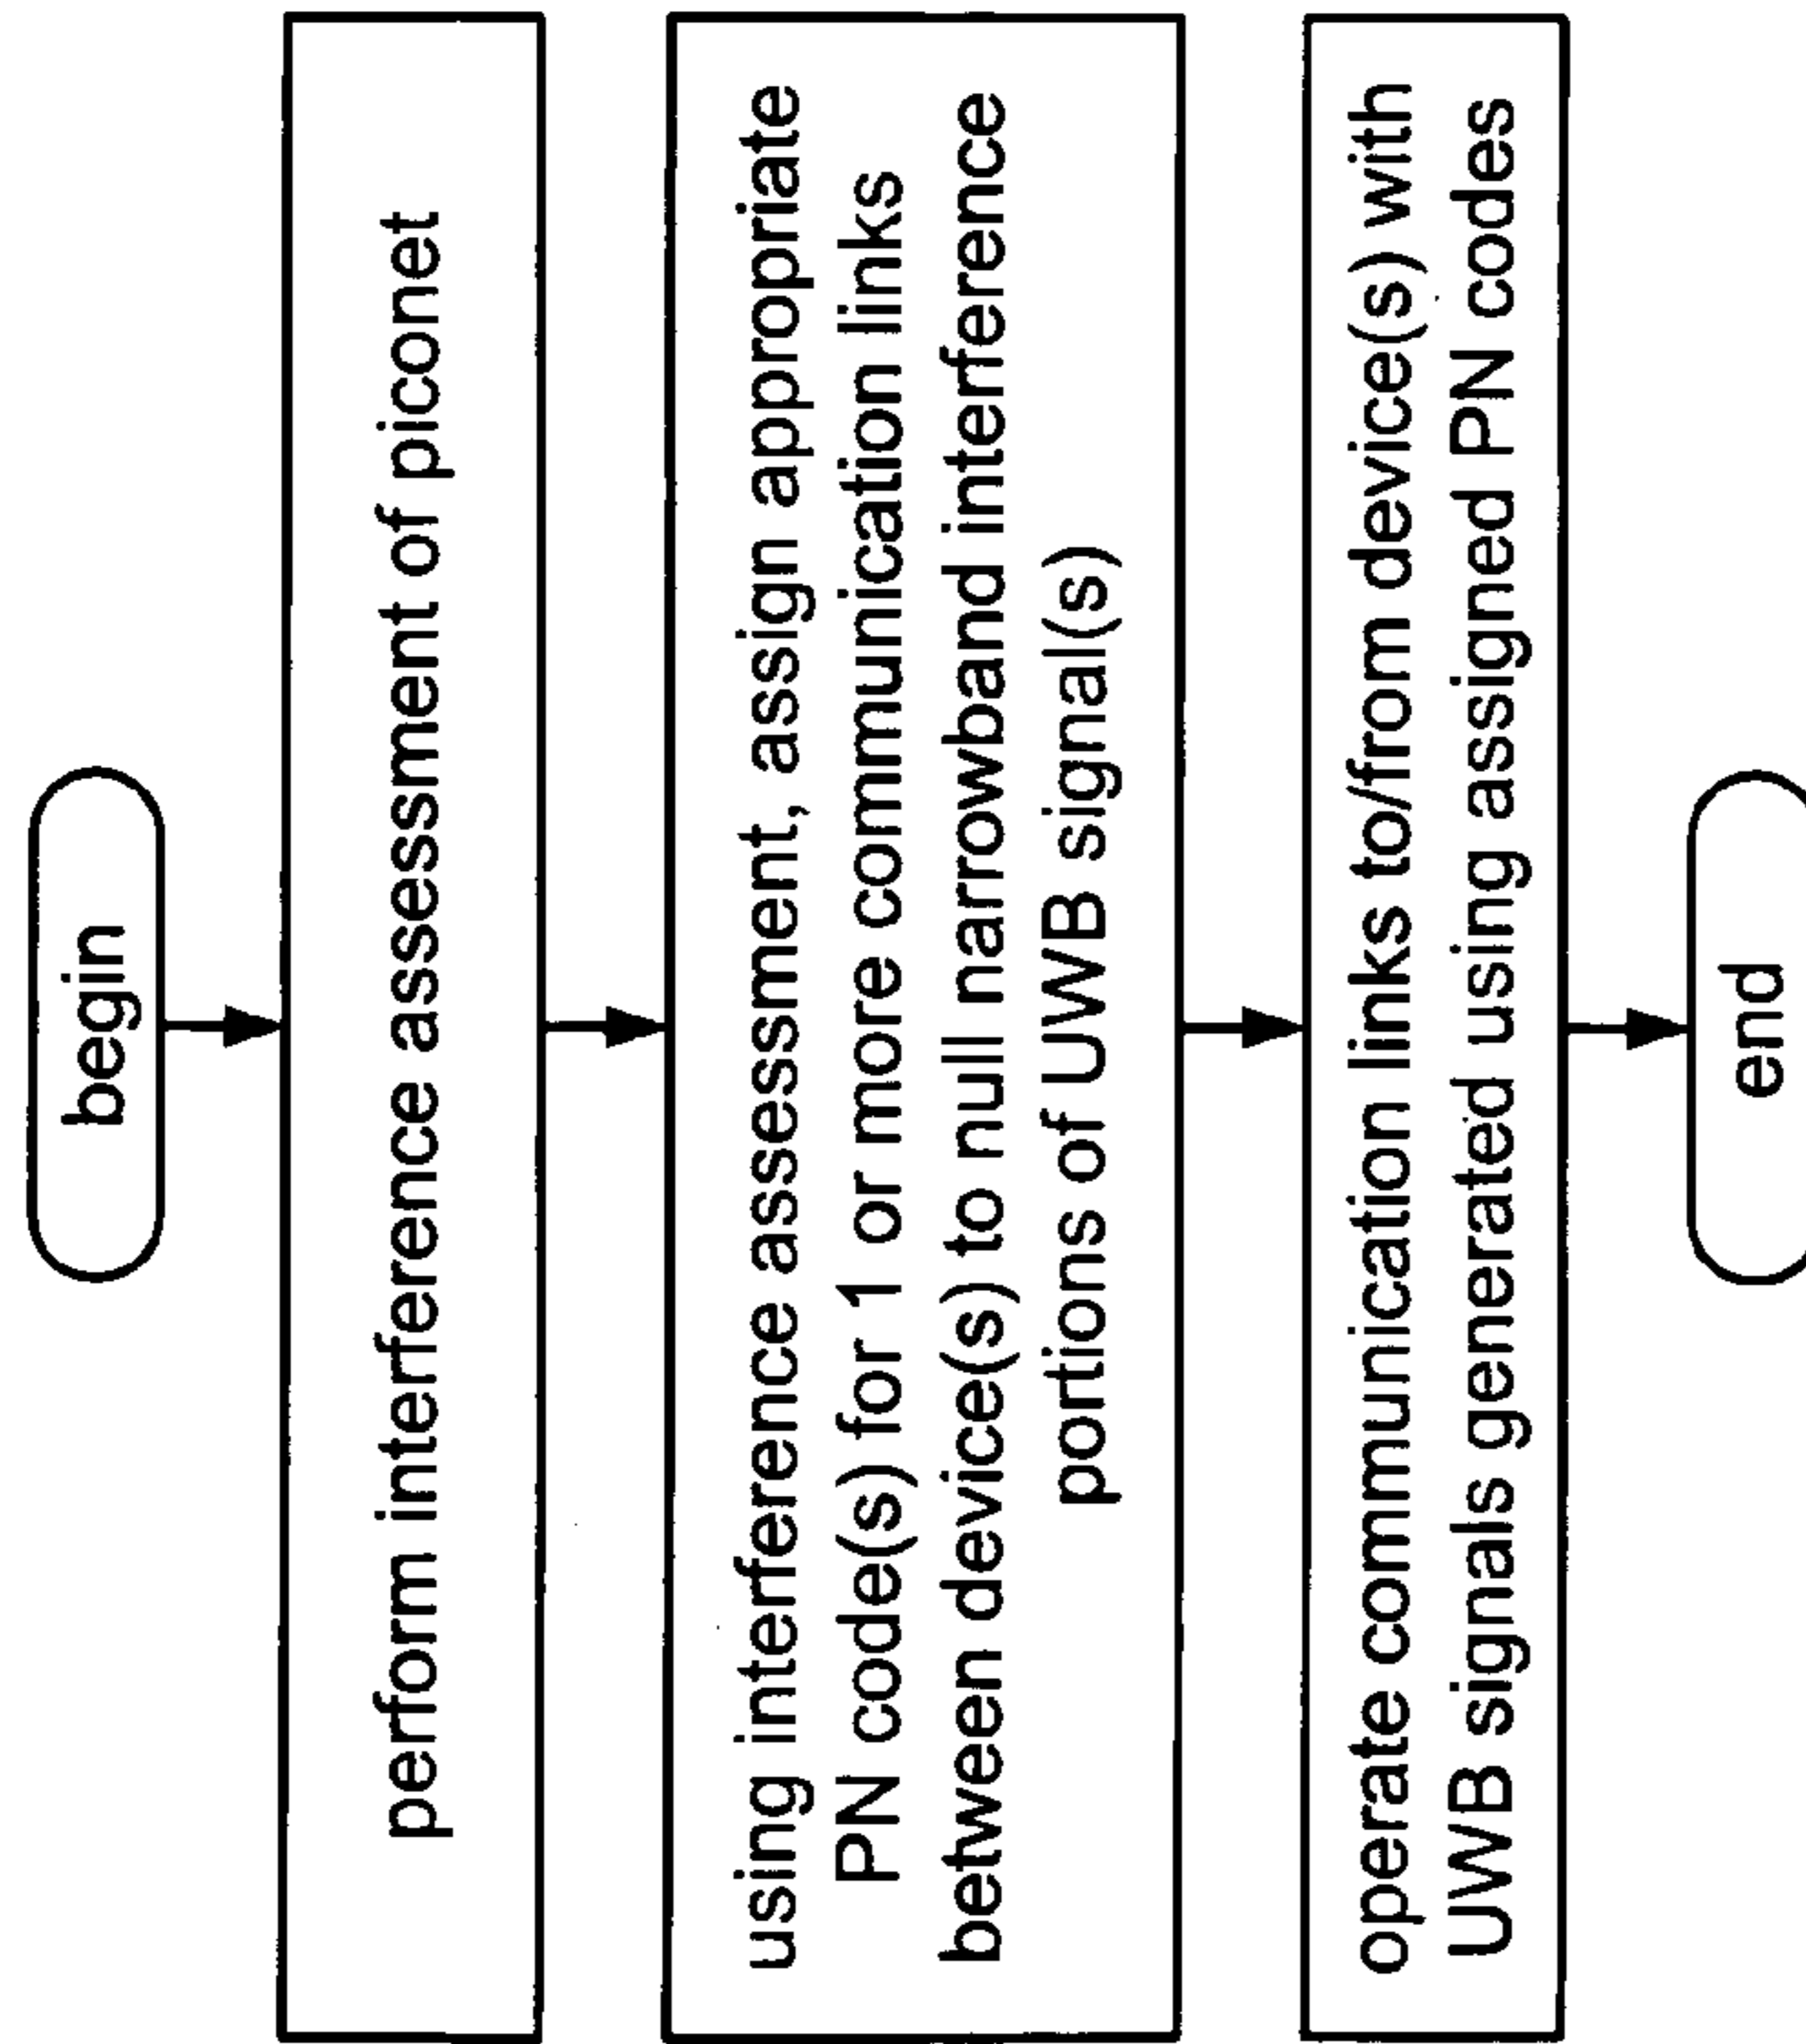 begin
perform interference assessment of piconet
using interference assessment, assign appropriate
PN code(s) for 1 or more communication links
between device(s) to null narrowband interference
portions of UWB signal(s)
operate communication links to/from device(s) with
UWB signals generated using assigned PN codes
end